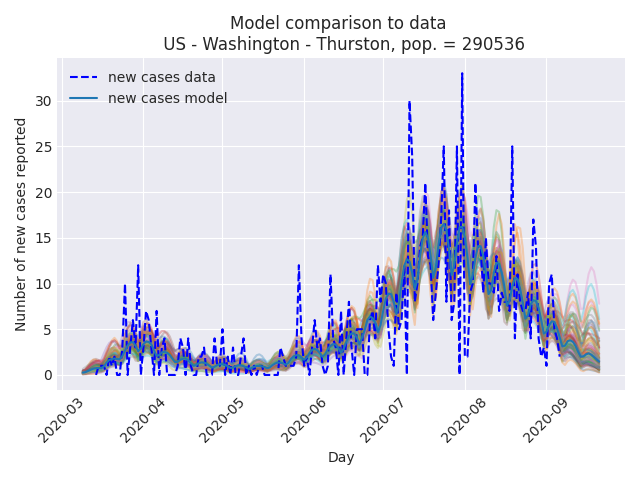 Model comparison to data
US - Washington - Thurston, pop. = 290536
new cases data
new cases model
Number of new cases reported
30
25
20
15
10
5
0
2020-03
2020-04
2020-05
2020-06
2020-07
2020-08
2020-09
Day